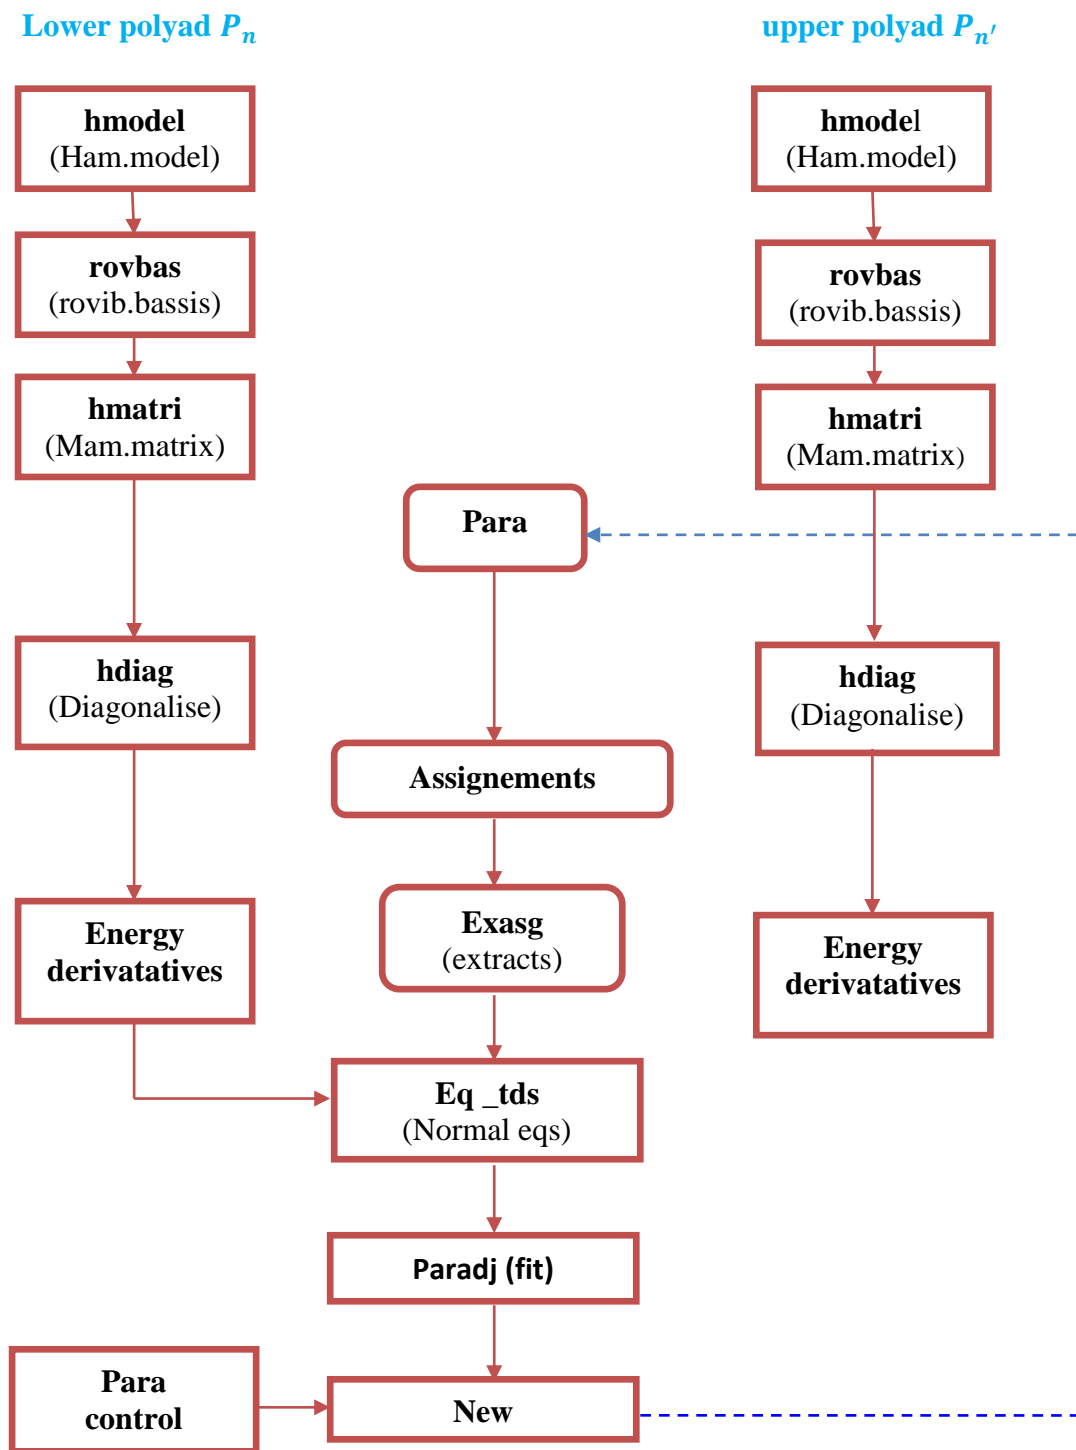 Lower polyad Pn
upper polyad Pn′
hmodel
(Ham.model)
hmodel
(Ham.model)
rovbas
(rovib.bassis)
rovbas
(rovib.bassis)
hmatri
(Mam.matrix)
hmatri
(Mam.matrix)
Para
hdiag
(Diagonalise)
hdiag
(Diagonalise)
Assignements
Energy
derivatatives
Exasg
(extracts)
Energy
derivatatives
Eq _tds
(Normal eqs)
Paradj (fit)
Para
control
New